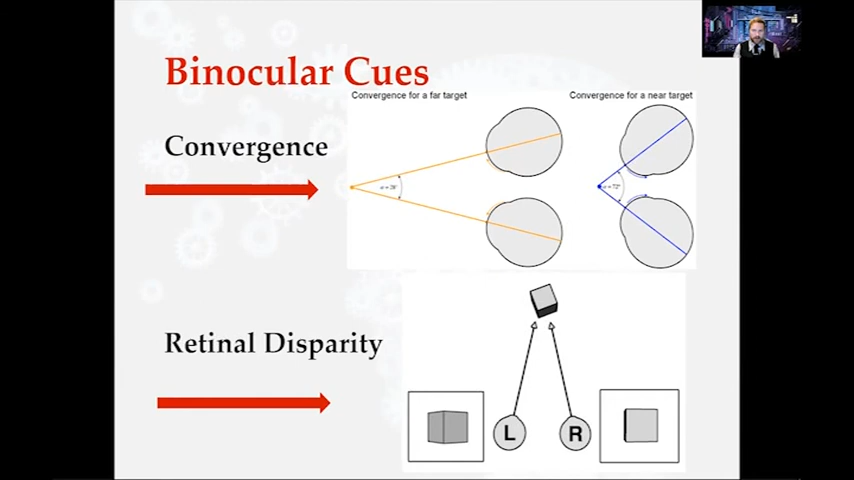 Binocular Cues
Convergence for a far target
Convergence for a near target
Convergence
Retinal Disparity
L
R